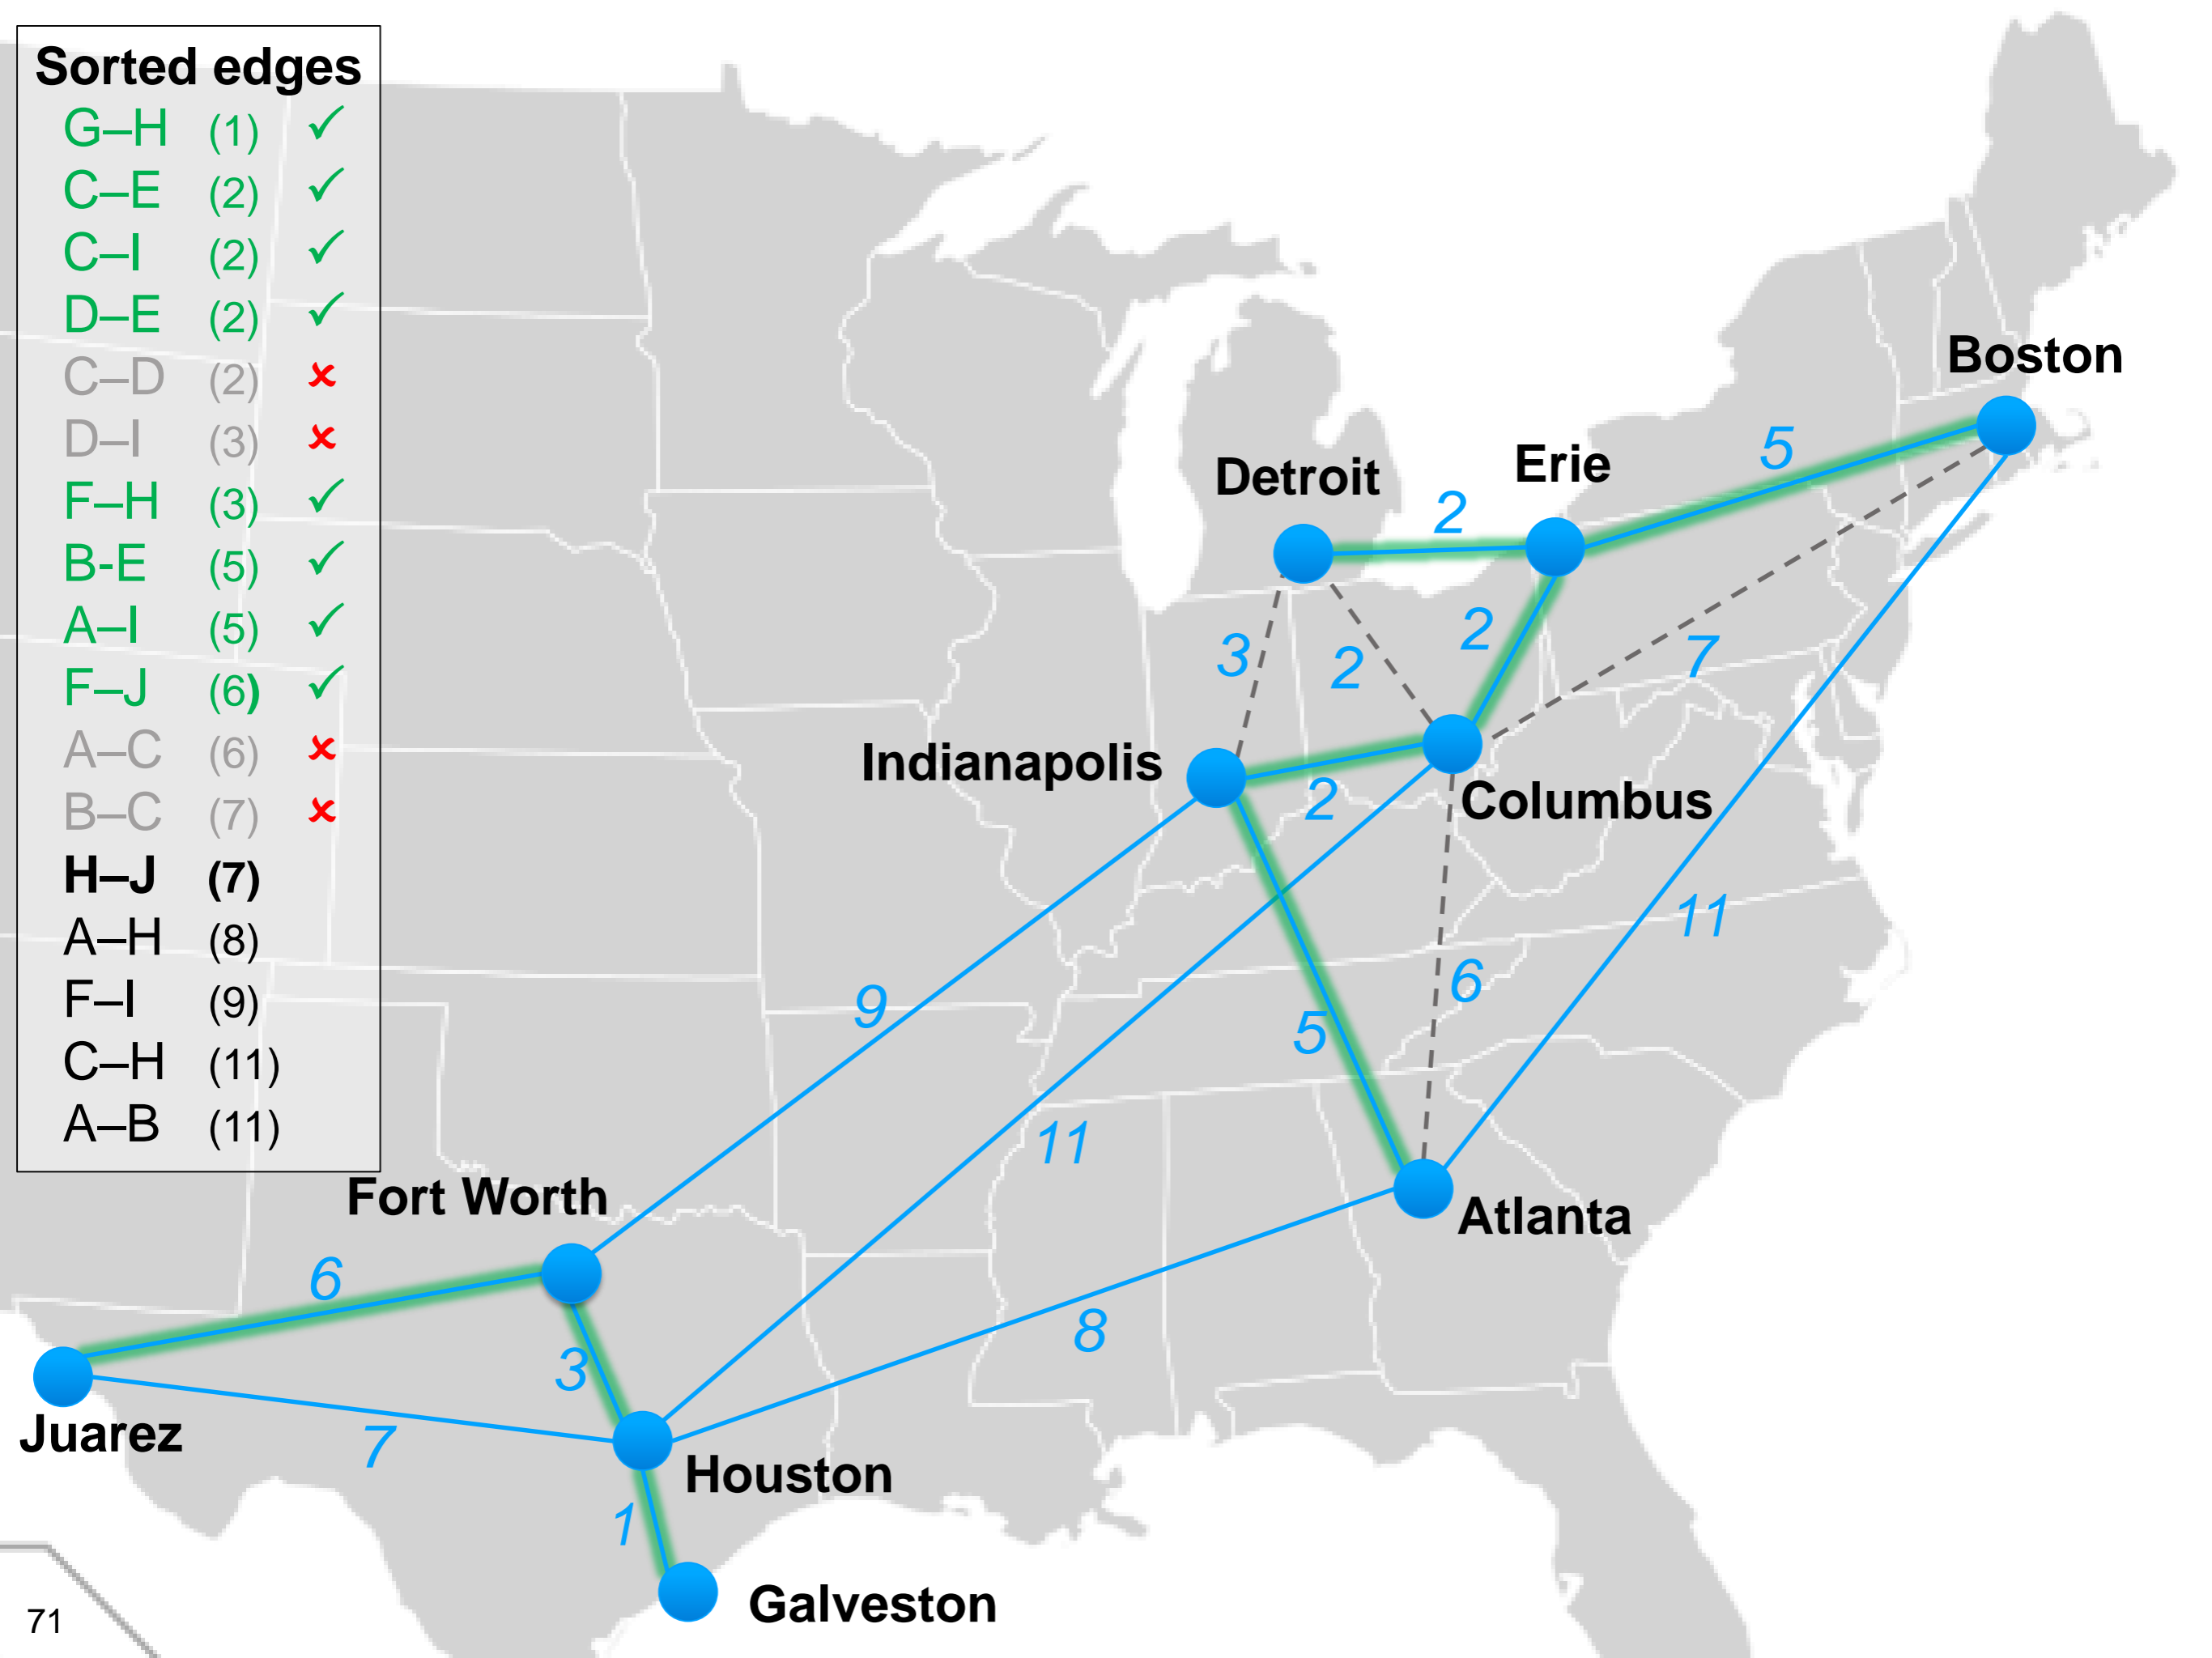 Sorted edges
G–H (1) ✓
C–E (2) ✓
C–I (2) ✓
D–E (2) ✓
C–D (2) ✘
D–I (3) ✘
F–H (3) ✓
B-E (5) ✓
A–I (5) ✓
F–J (6) ✓
A–C (6) ✘
B–C (7) ✘
H–J (7)
A–H (8)
F–I (9)
C–H (11)
A–B (11)
Boston
Erie
5
Detroit
2
3
2
2
7
Indianapolis
2
Columbus
11
9
6
5
11
Fort Worth
Atlanta
6
8
3
Juarez
7
Houston
1
Galveston
71